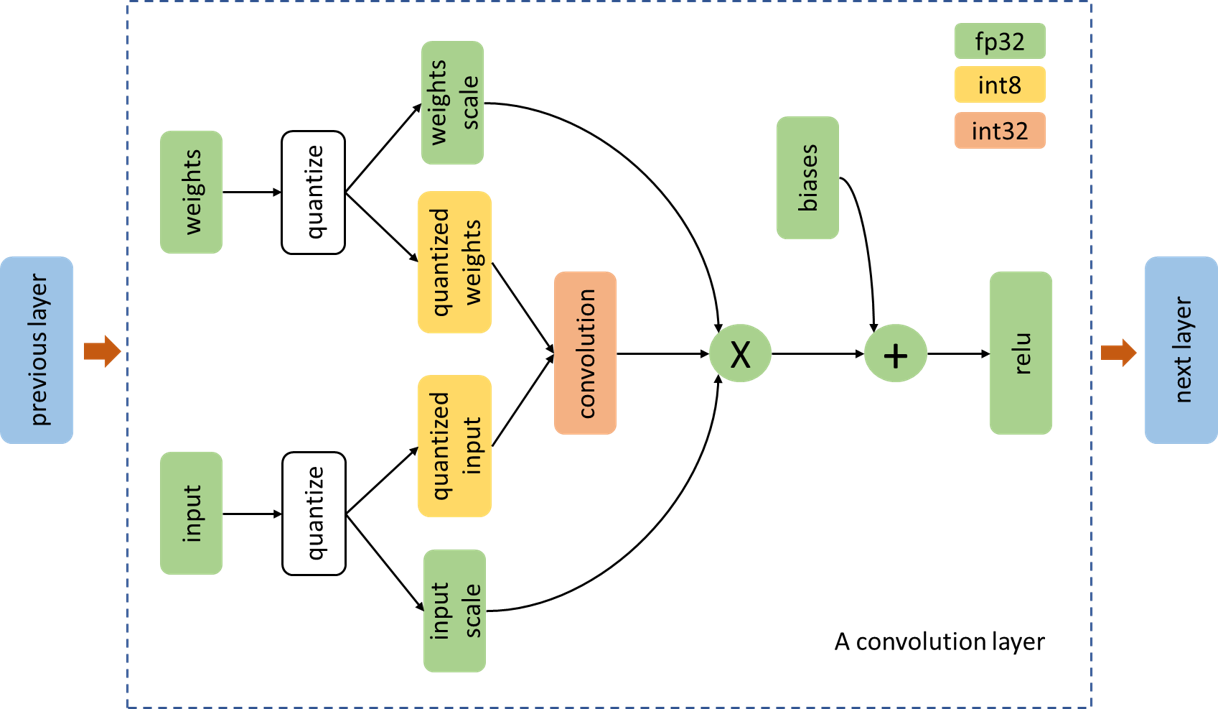 previous layer
weights
input
quantize
quantize
weights
scale
quantized
weights
quantized
input
input
scale
convolution
X
biases
+
relu
fp32
int8
int32
A convolution layer
next layer